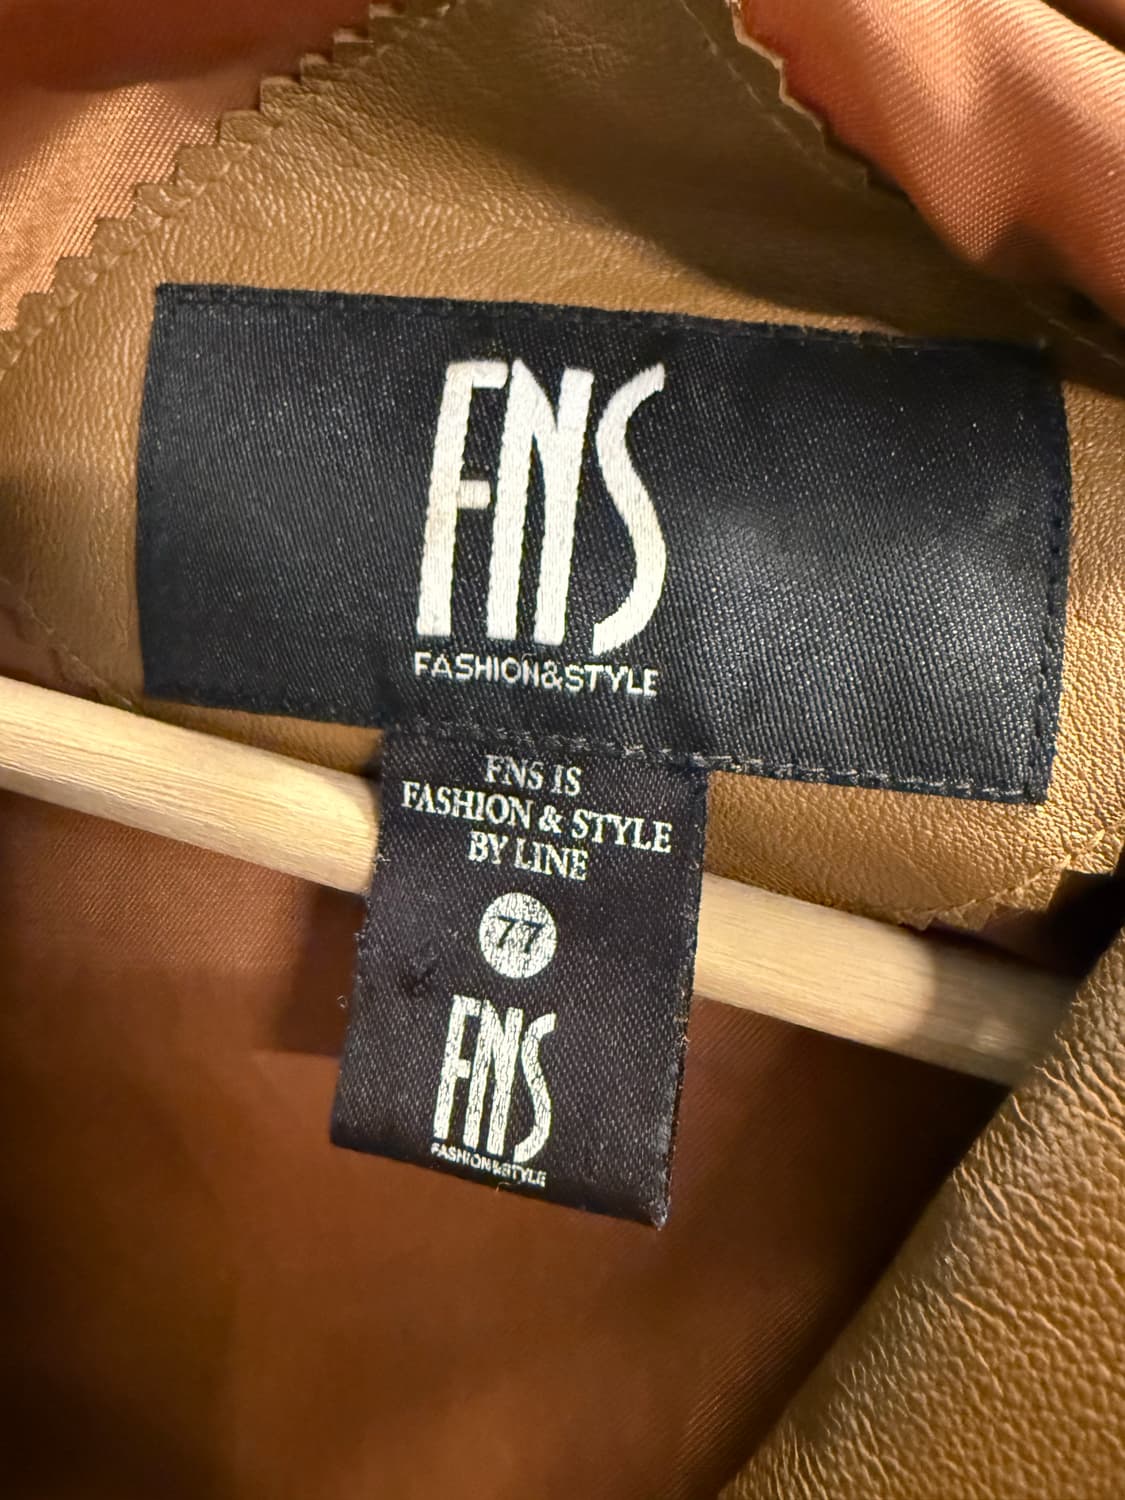 FNS
FASHION&STYLE
FNS IS
FASHION & STYLE
BY LINE
77
FNS
FASHION&STYLE